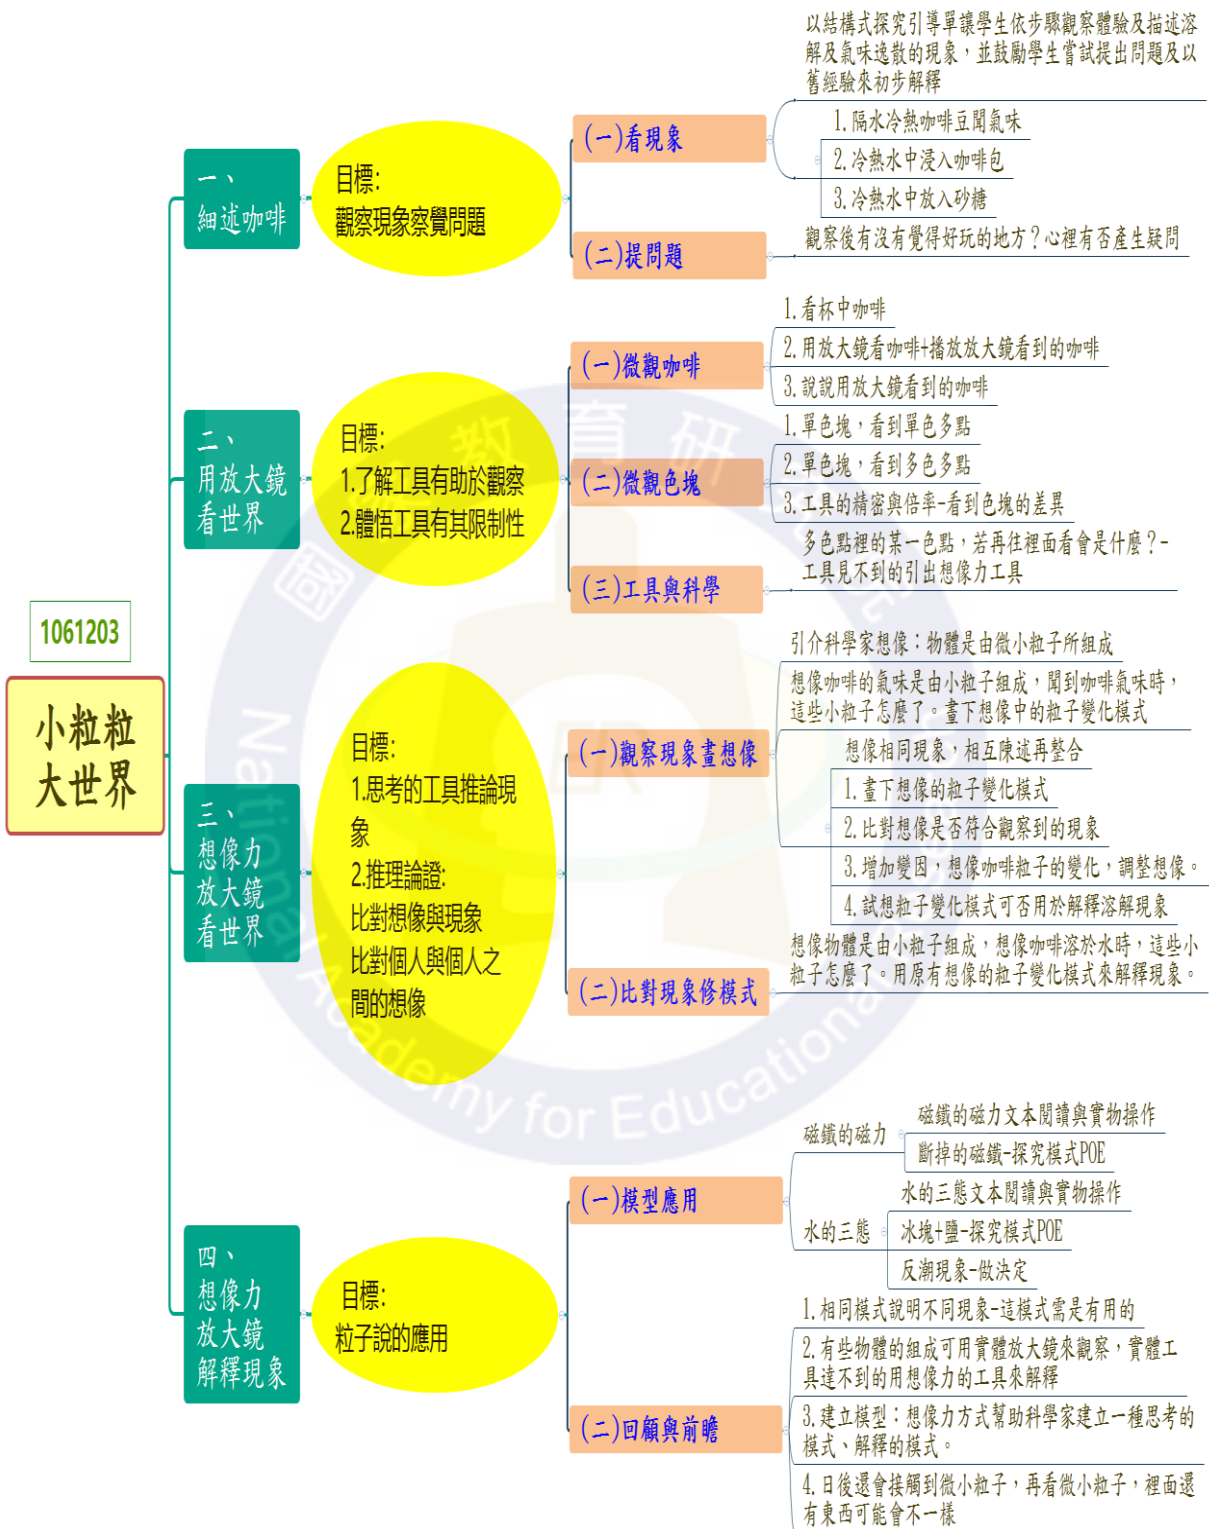 1061203
小粒粒
大世界
一、
細述咖啡
目標:
觀察現象察覺問題
(一)看現象
以結構式探究引導單讓學生依步驟觀察體驗及描述溶
解及氣味逸散的現象，並鼓勵學生嘗試提出問題及以
舊經驗來初步解釋
1.隔水冷熱咖啡豆聞氣味
2.冷熱水中浸入咖啡包
3.冷熱水中放入砂糖
(二)提問題
觀察後有沒有覺得好玩的地方？心裡有否產生疑問
二、
用放大鏡
看世界
目標:
1.了解工具有助於觀察
2.體悟工具有其限制性
(一)微觀咖啡
1.看杯中咖啡
2.用放大鏡看咖啡+播放放大鏡看到的咖啡
3.說說用放大鏡看到的咖啡
(二)微觀色塊
1.單色塊，看到單色多點
2.單色塊，看到多色多點
3.工具的精密與倍率-看到色塊的差異
(三)工具與科學
多色點裡的某一色點，若再往裡面看會是什麼？-
工具見不到的引出想像力工具
三、
想像力
放大鏡
看世界
目標:
1.思考的工具推論現
象
2.推理論證:
比對想像與現象
比對個人與個人之
間的想像
(一)觀察現象畫想像
引介科學家想像：物體是由微小粒子所組成
想像咖啡的氣味是由小粒子組成，聞到咖啡氣味時，
這些小粒子怎麼了。畫下想像中的粒子變化模式
想像相同現象，相互陳述再整合
1.畫下想像的粒子變化模式
2.比對想像是否符合觀察到的現象
3.增加變因，想像咖啡粒子的變化，調整想像。
4.試想粒子變化模式可否用於解釋溶解現象
(二)比對現象修模式
想像物體是由小粒子組成，想像咖啡溶於水時，這些小
粒子怎麼了。用原有想像的粒子變化模式來解釋現象。
四、
想像力
放大鏡
解釋現象
目標:
粒子說的應用
(一)模型應用
磁鐵的磁力
磁鐵的磁力文本閱讀與實物操作
斷掉的磁鐵-探究模式POE
水的三態
水的三態文本閱讀與實物操作
冰塊+鹽-探究模式POE
反潮現象-做決定
(二)回顧與前瞻
1.相同模式說明不同現象-這模式需是有用的
2.有些物體的組成可用實體放大鏡來觀察，實體工
具達不到的用想像力的工具來解釋
3.建立模型：想像力方式幫助科學家建立一種思考的
模式、解釋的模式。
4.日後還會接觸到微小粒子，再看微小粒子，裡面還
有東西可能會不一樣
National Academy for Educational